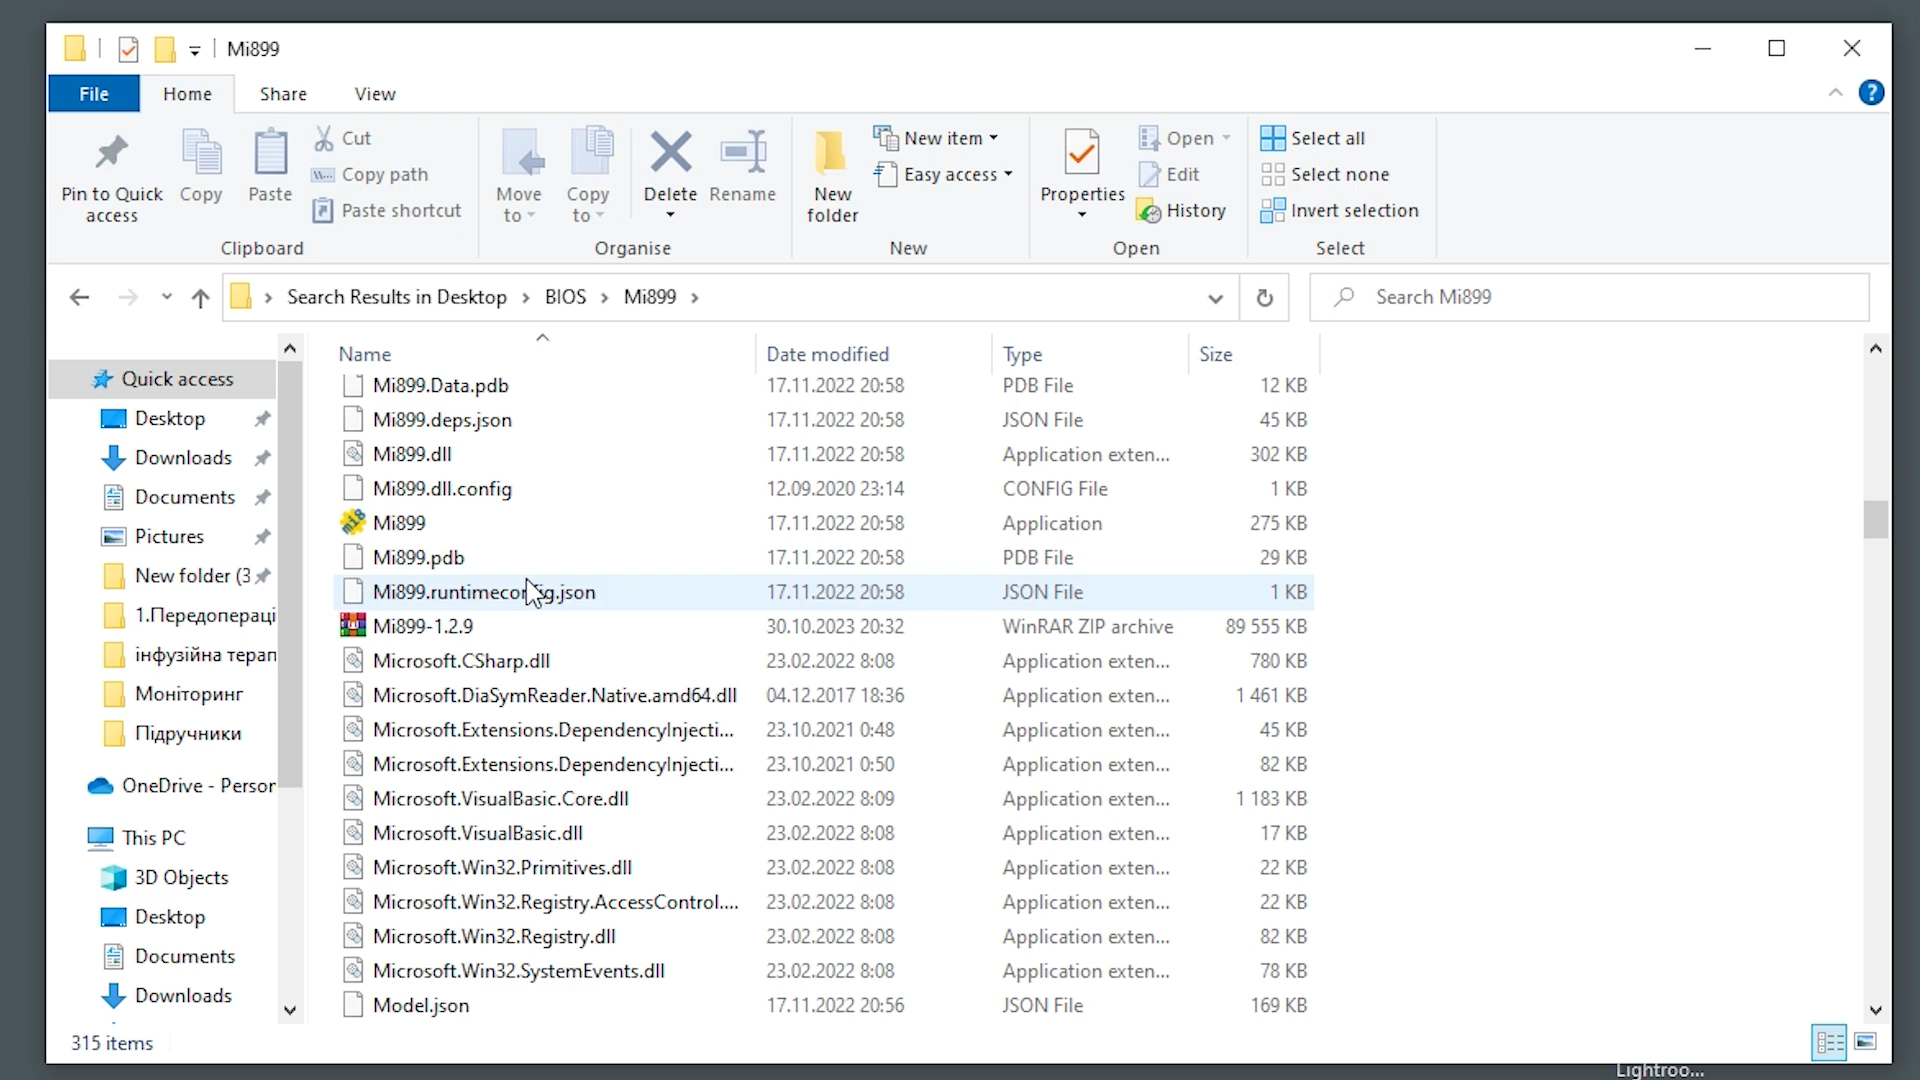 Mi899
File Home Share View
Pin to Quick access
Copy
Paste
Cut
Copy path
Paste shortcut
Clipboard
Move to
Copy to
Delete
Rename
Organise
New folder
New item
Easy access
New
Properties
Open
Edit
History
Open
Select all
Select none
Invert selection
Select
Search Results in Desktop BIOS Mi899
Search Mi899
Quick access
Desktop
Downloads
Documents
Pictures
New folder (3
1.Передопераці
інфузійна терап
Моніторинг
Підручники
OneDrive - Person
This PC
3D Objects
Desktop
Documents
Downloads
Name Date modified Type Size
Mi899.Data.pdb 17.11.2022 20:58 PDB File 12 KB
Mi899.deps.json 17.11.2022 20:58 JSON File 45 KB
Mi899.dll 17.11.2022 20:58 Application exten... 302 KB
Mi899.dll.config 12.09.2020 23:14 CONFIG File 1 KB
Mi899 17.11.2022 20:58 Application 275 KB
Mi899.pdb 17.11.2022 20:58 PDB File 29 KB
Mi899.runtimeconfig.json 17.11.2022 20:58 JSON File 1 KB
Mi899-1.2.9 30.10.2023 20:32 WinRAR ZIP archive 89 555 KB
Microsoft.CSharp.dll 23.02.2022 8:08 Application exten... 780 KB
Microsoft.DiaSymReader.Native.amd64.dll 04.12.2017 18:36 Application exten... 1 461 KB
Microsoft.Extensions.DependencyInjecti... 23.10.2021 0:48 Application exten... 45 KB
Microsoft.Extensions.DependencyInjecti... 23.10.2021 0:50 Application exten... 82 KB
Microsoft.VisualBasic.Core.dll 23.02.2022 8:09 Application exten... 1 183 KB
Microsoft.VisualBasic.dll 23.02.2022 8:08 Application exten... 17 KB
Microsoft.Win32.Primitives.dll 23.02.2022 8:08 Application exten... 22 KB
Microsoft.Win32.Registry.AccessControl.... 23.02.2022 8:08 Application exten... 22 KB
Microsoft.Win32.Registry.dll 23.02.2022 8:08 Application exten... 82 KB
Microsoft.Win32.SystemEvents.dll 23.02.2022 8:08 Application exten... 78 KB
Model.json 17.11.2022 20:56 JSON File 169 KB
315 items
Lightroo...